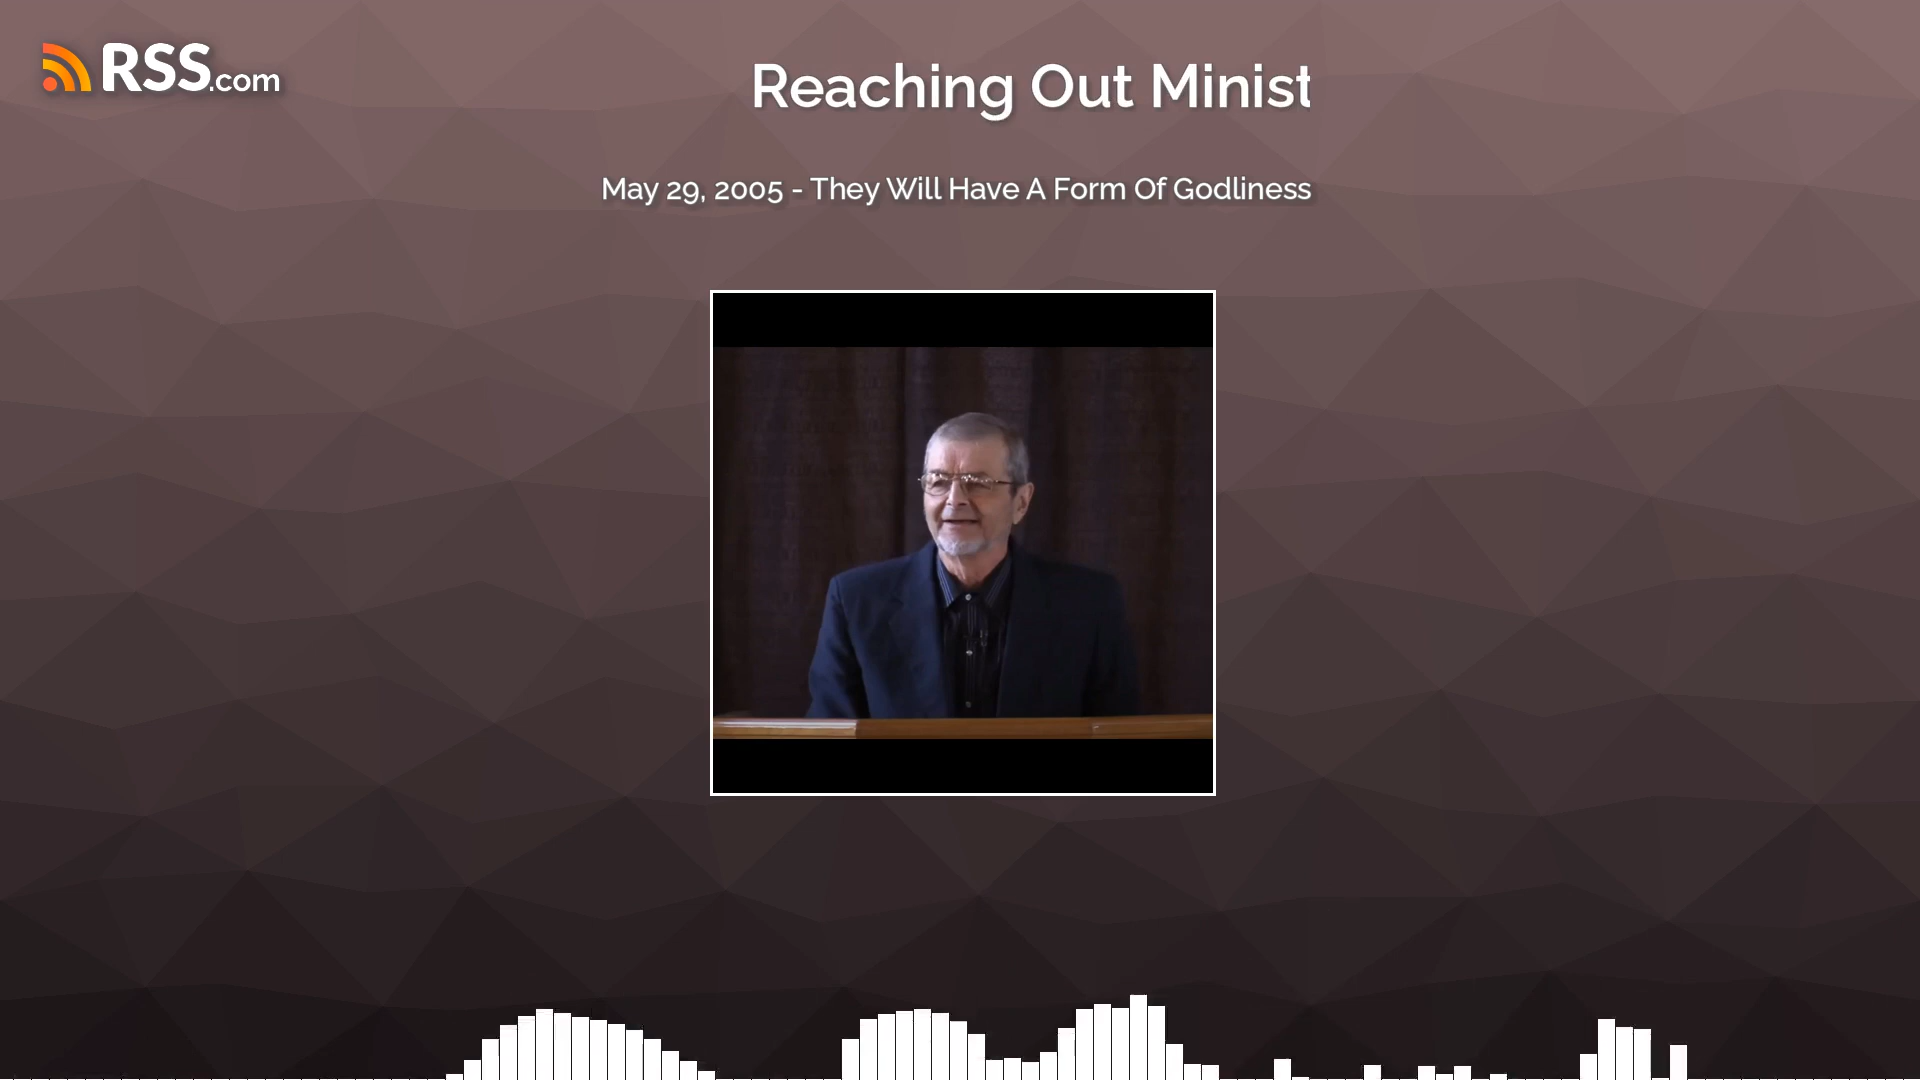 RSS.com
Reaching Out Minist
May 29, 2005 - They Will Have A Form Of Godliness